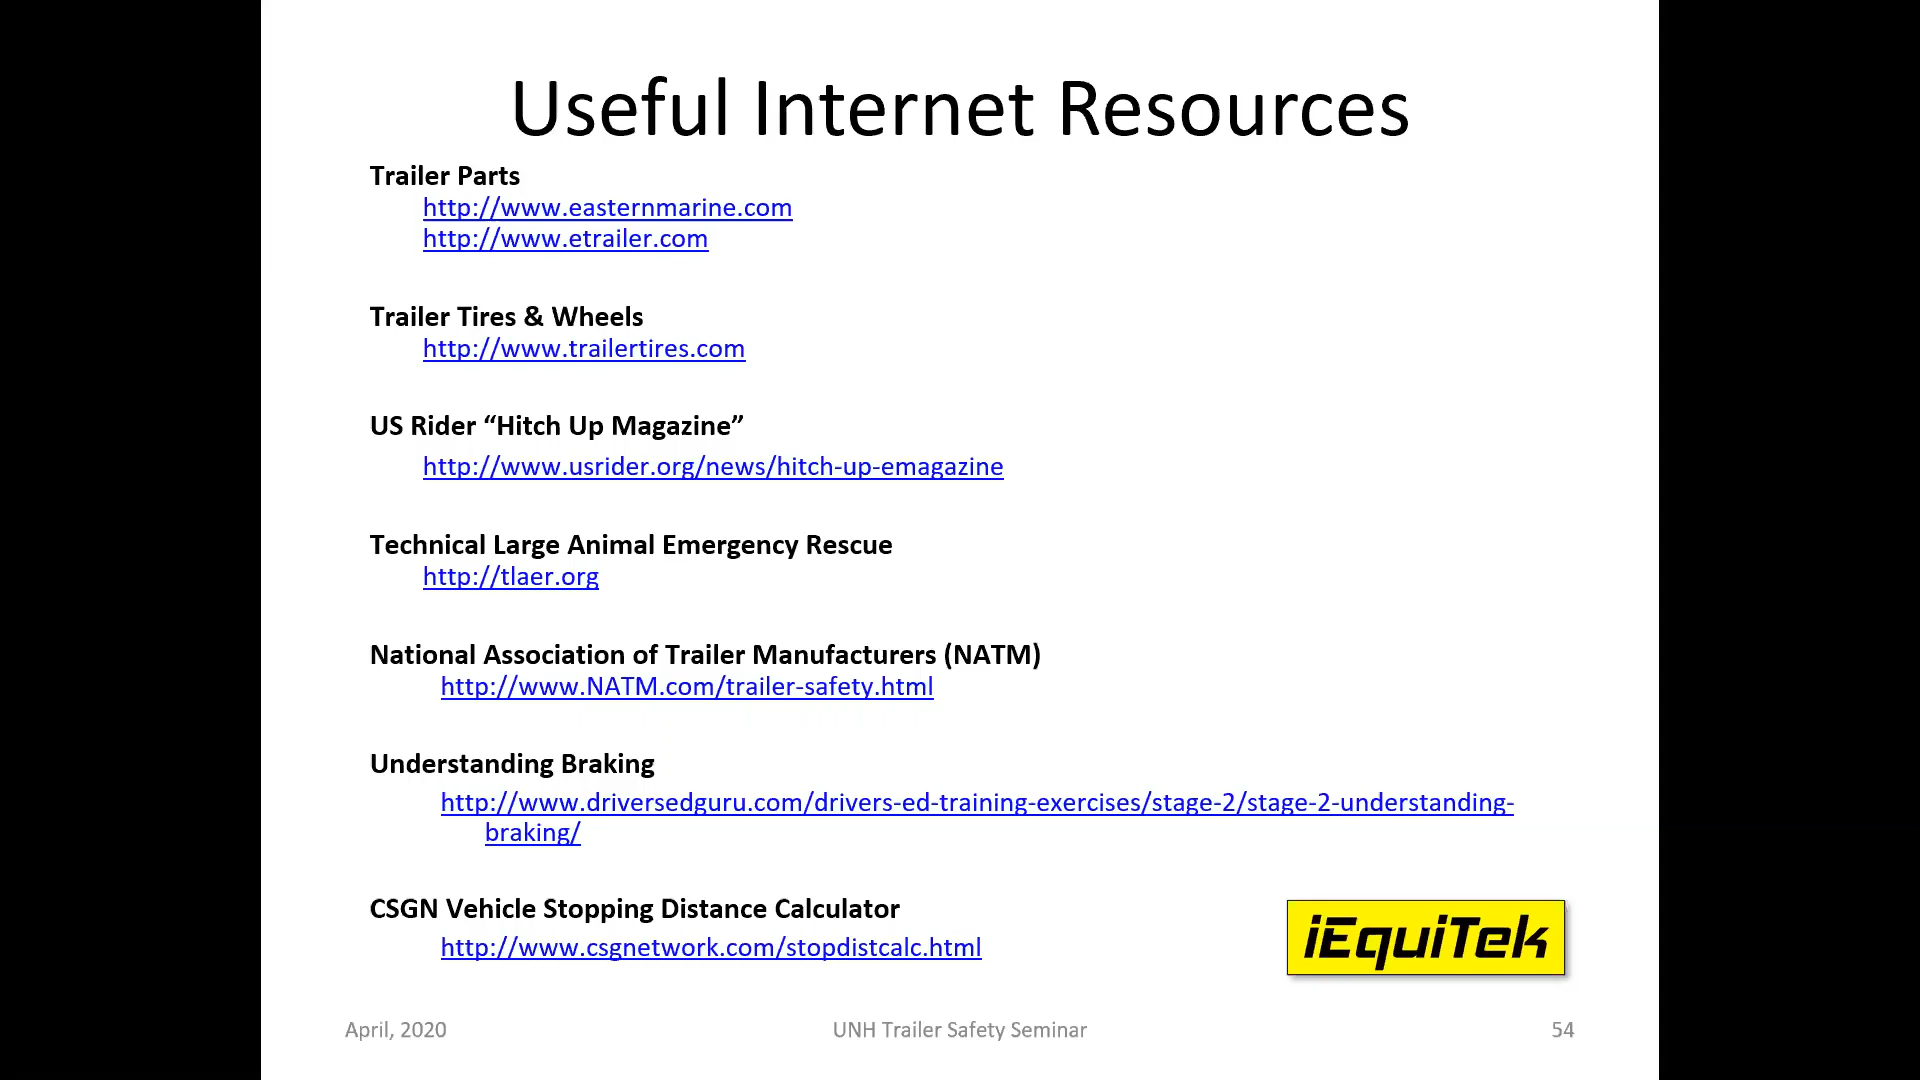 Useful Internet Resources
Trailer Parts
http://www.easternmarine.com
http://www.etrailer.com
Trailer Tires & Wheels
http://www.trailertires.com
US Rider “Hitch Up Magazine”
http://www.usrider.org/news/hitch-up-emagazine
Technical Large Animal Emergency Rescue
http://tlaer.org
National Association of Trailer Manufacturers (NATM)
http://www.NATM.com/trailer-safety.html
Understanding Braking
http://www.driversedguru.com/drivers-ed-training-exercises/stage-2/stage-2-understanding-
braking/
CSGN Vehicle Stopping Distance Calculator
http://www.csgnetwork.com/stopdistcalc.html
iEquiTek
April, 2020
UNH Trailer Safety Seminar
54